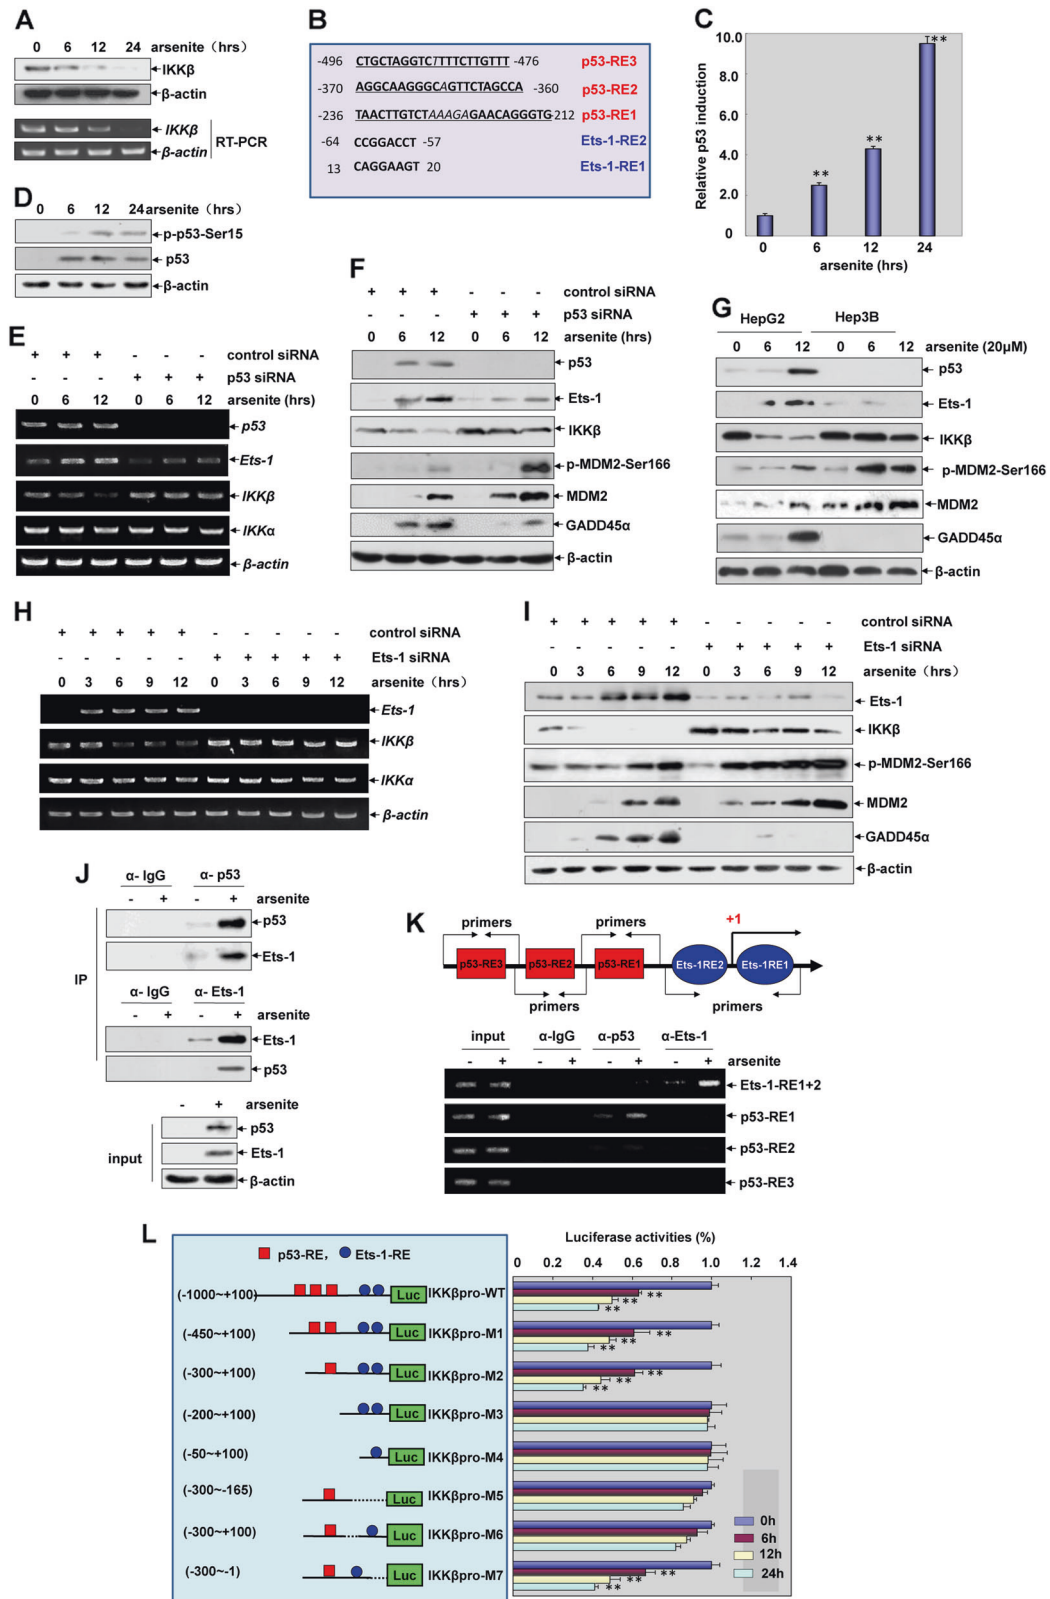 A
0 6 12 24 arsenite (hrs)
IKKβ
β-actin
IKKβ
β-actin
RT-PCR
B
-496 CTGCTAGGTCTTTTCTTGTTT -476 p53-RE3
-370 AGGCAAGGGCAGTTCTAGCCA -360 p53-RE2
-236 TAACTTGTCTAAAGAGAACAGGGTG -212 p53-RE1
-64 CCGGACCT -57 Ets-1-RE2
13 CAGGAAGT 20 Ets-1-RE1
C
Relative p53 induction
10.0
8.0
6.0
4.0
2.0
0
** ** **
0 6 12 24
arsenite (hrs)
D
0 6 12 24 arsenite (hrs)
p-p53-Ser15
p53
β-actin
E
+ + + - - - control siRNA
- - - + + + p53 siRNA
0 6 12 0 6 12 arsenite (hrs)
p53
Ets-1
IKKβ
IKKα
β-actin
F
+ + + - - - control siRNA
- - - + + + p53 siRNA
0 6 12 0 6 12 arsenite (hrs)
p53
Ets-1
IKKβ
p-MDM2-Ser166
MDM2
GADD45α
β-actin
G
HepG2 Hep3B
0 6 12 0 6 12 arsenite (20μM)
p53
Ets-1
IKKβ
p-MDM2-Ser166
MDM2
GADD45α
β-actin
H
+ + + + + - - - - - control siRNA
- - - - - + + + + + Ets-1 siRNA
0 3 6 9 12 0 3 6 9 12 arsenite (hrs)
Ets-1
IKKβ
IKKα
β-actin
I
+ + + + + - - - - - control siRNA
- - - - - + + + + + Ets-1 siRNA
0 3 6 9 12 0 3 6 9 12 arsenite (hrs)
Ets-1
IKKβ
p-MDM2-Ser166
MDM2
GADD45α
β-actin
J
α- IgG α- p53
- + - + arsenite
p53
Ets-1
IP
α- IgG α- Ets-1
- + - + arsenite
Ets-1
p53
- + arsenite
input
p53
Ets-1
β-actin
K
primers primers +1
p53-RE3 p53-RE2 p53-RE1 Ets-1RE2 Ets-1RE1
primers primers
input α-IgG α-p53 α-Ets-1
- + - + - + - + arsenite
Ets-1-RE1+2
p53-RE1
p53-RE2
p53-RE3
L
p53-RE, Ets-1-RE
Luciferase activities (%)
0 0.2 0.4 0.6 0.8 1.0 1.2 1.4
(-1000~+100) Luc IKKβpro-WT ** ** **
(-450~+100) Luc IKKβpro-M1 ** ** **
(-300~+100) Luc IKKβpro-M2 ** ** **
(-200~+100) Luc IKKβpro-M3
(-50~+100) Luc IKKβpro-M4
(-300~-165) Luc IKKβpro-M5
(-300~+100) Luc IKKβpro-M6
(-300~-1) Luc IKKβpro-M7 ** ** **
0h
6h
12h
24h